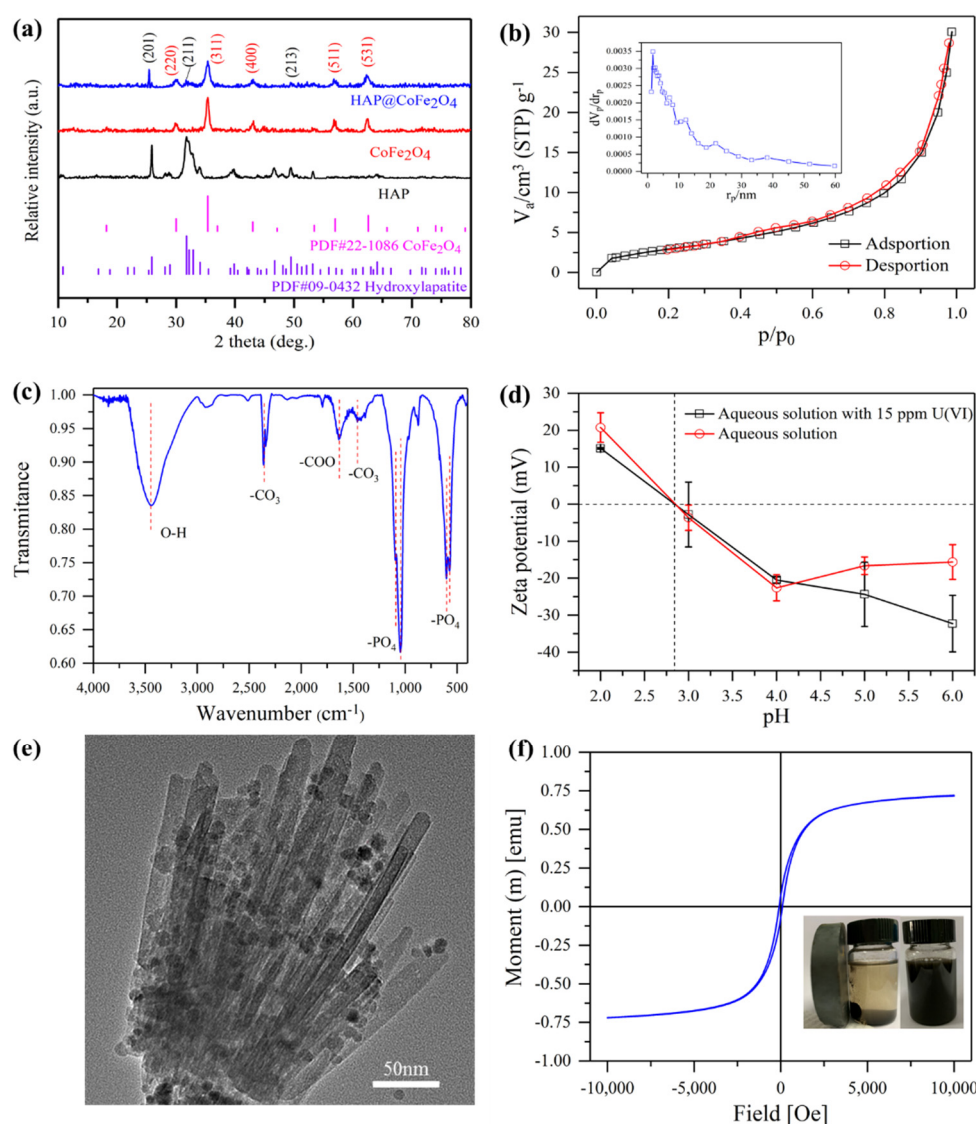 (a)
Relative intensity (a.u.)
(201)
(220)
(211)
(311)
(400)
(213)
(511)
(531)
HAP@CoFe2O4
CoFe2O4
HAP
PDF#22-1086 CoFe2O4
PDF#09-0432 Hydroxylapatite
10 20 30 40 50 60 70 80
2 theta (deg.)
(b)
Va/cm3 (STP) g-1
35
30
25
20
15
10
5
0
-5
dVp/drp
0.0035
0.0030
0.0025
0.0020
0.0015
0.0010
0.0005
0.0000
0 10 20 30 40 50 60
rp/nm
Adsportion
Desportion
0.0 0.2 0.4 0.6 0.8 1.0
p/p0
(c)
Transmitance
1.00
0.95
0.90
0.85
0.80
0.75
0.70
0.65
0.60
O-H
-CO3
-COO
-CO3
-PO4
-PO4
4,000 3,500 2,500 1,500 1,000 500
Wavenumber (cm-1)
(d)
Zeta potential (mV)
30
20
10
0
-10
-20
-30
-40
Aqueous solution with 15 ppm U(VI)
Aqueous solution
2.0 2.5 3.0 3.5 4.0 4.5 5.0 5.5 6.0
pH
(e)
50nm
(f)
Moment (m) [emu]
1.00
0.75
0.50
0.25
0.00
-0.25
-0.50
-0.75
-1.00
-10,000 -5,000 0 5,000 10,000
Field [Oe]